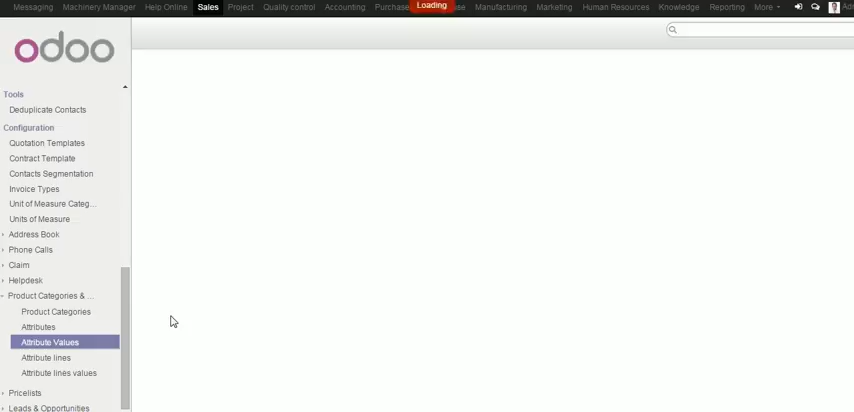 Messaging Machinery Manager Help Online Sales Project Quality control Accounting Purchase Loading Manufacturing Marketing Human Resources Knowledge Reporting More
odoo
Tools
Deduplicate Contacts
Configuration
Quotation Templates
Contract Template
Contacts Segmentation
Invoice Types
Unit of Measure Categ...
Units of Measure
Address Book
Phone Calls
Claim
Helpdesk
Product Categories & ...
Product Categories
Attributes
Attribute Values
Attribute lines
Attribute lines values
Pricelists
Leads & Opportunities